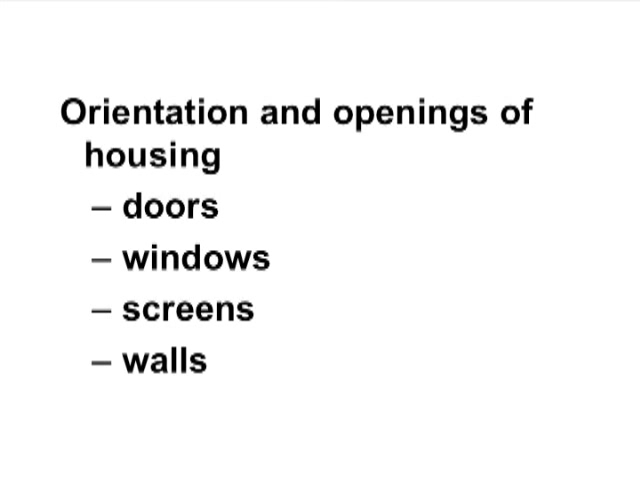 Orientation and openings of
housing
– doors
– windows
– screens
– walls